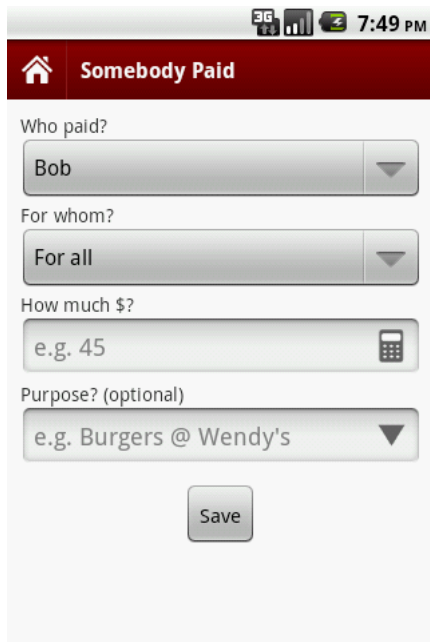 3G 7:49 PM
Somebody Paid
Who paid?
Bob
For whom?
For all
How much $?
e.g. 45
Purpose? (optional)
e.g. Burgers @ Wendy's
Save